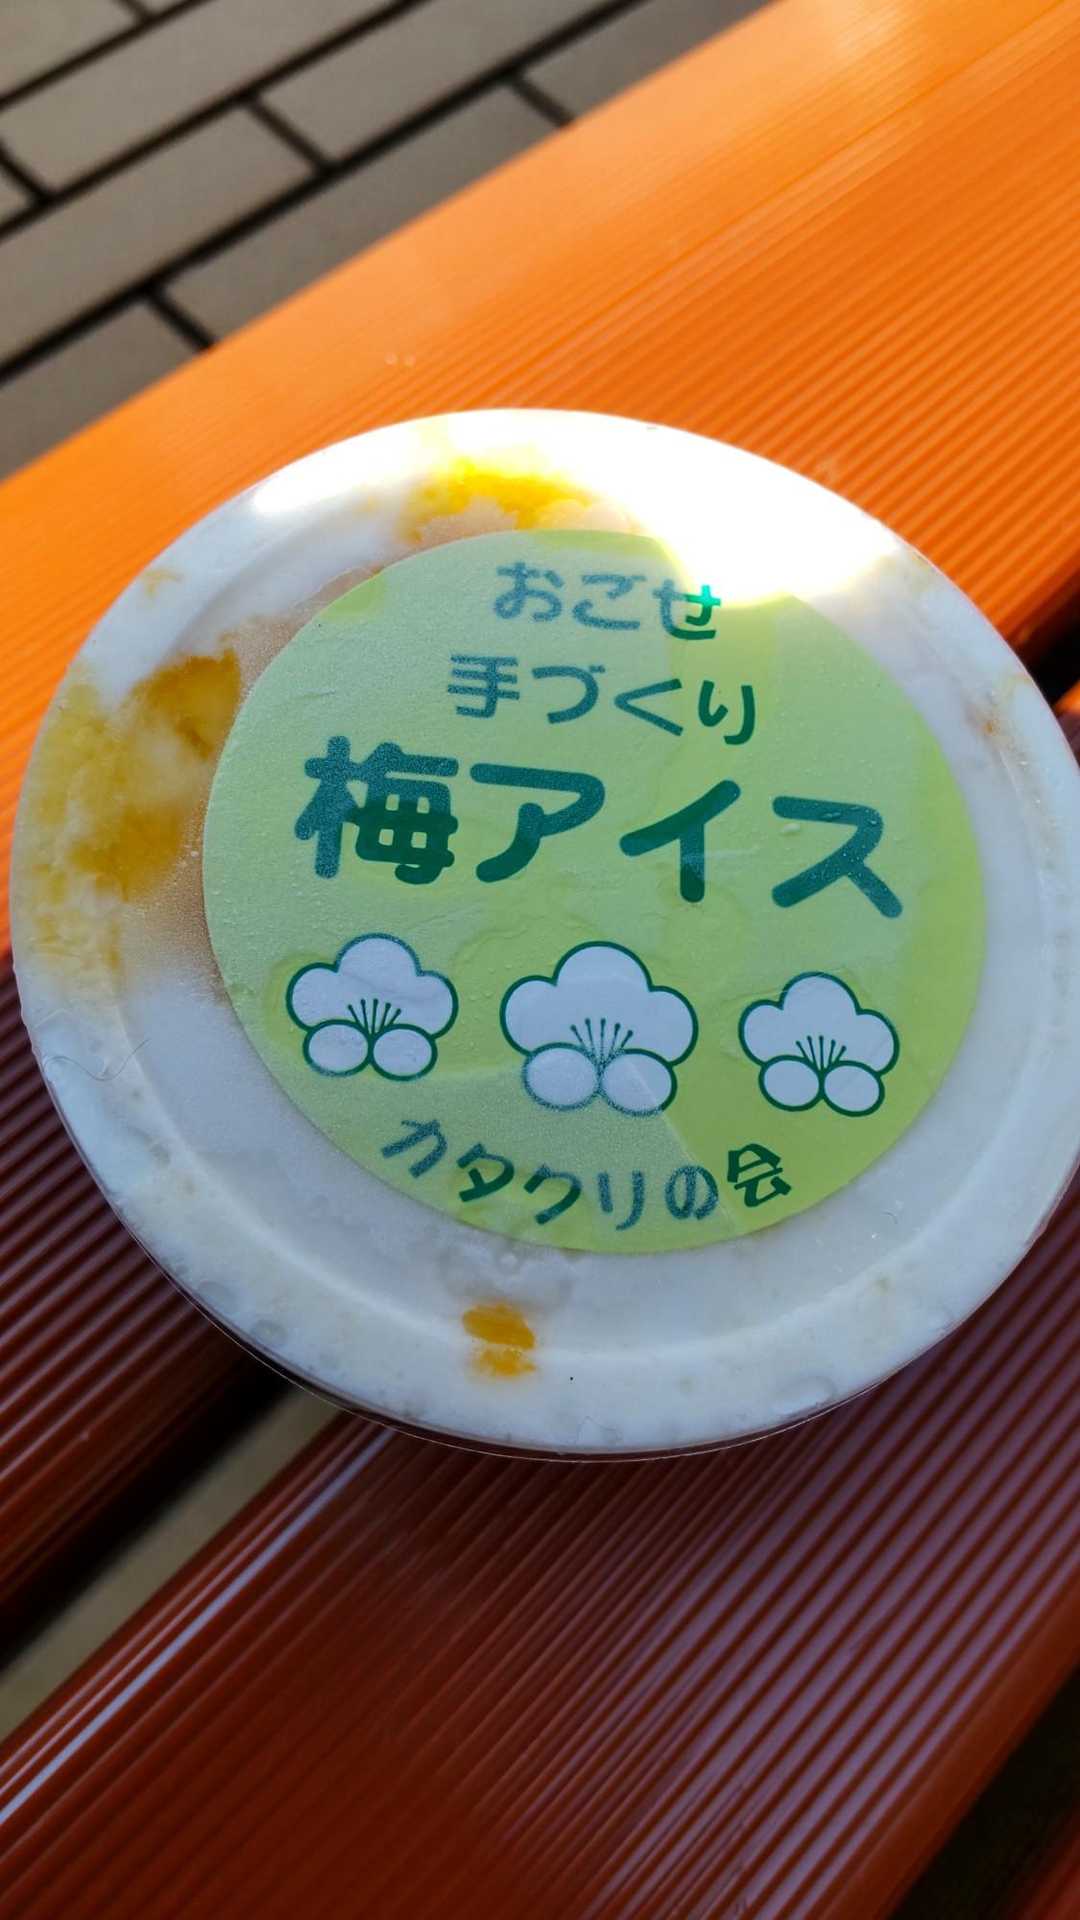 おごせ
手づくり
梅アイス
カタクリの会